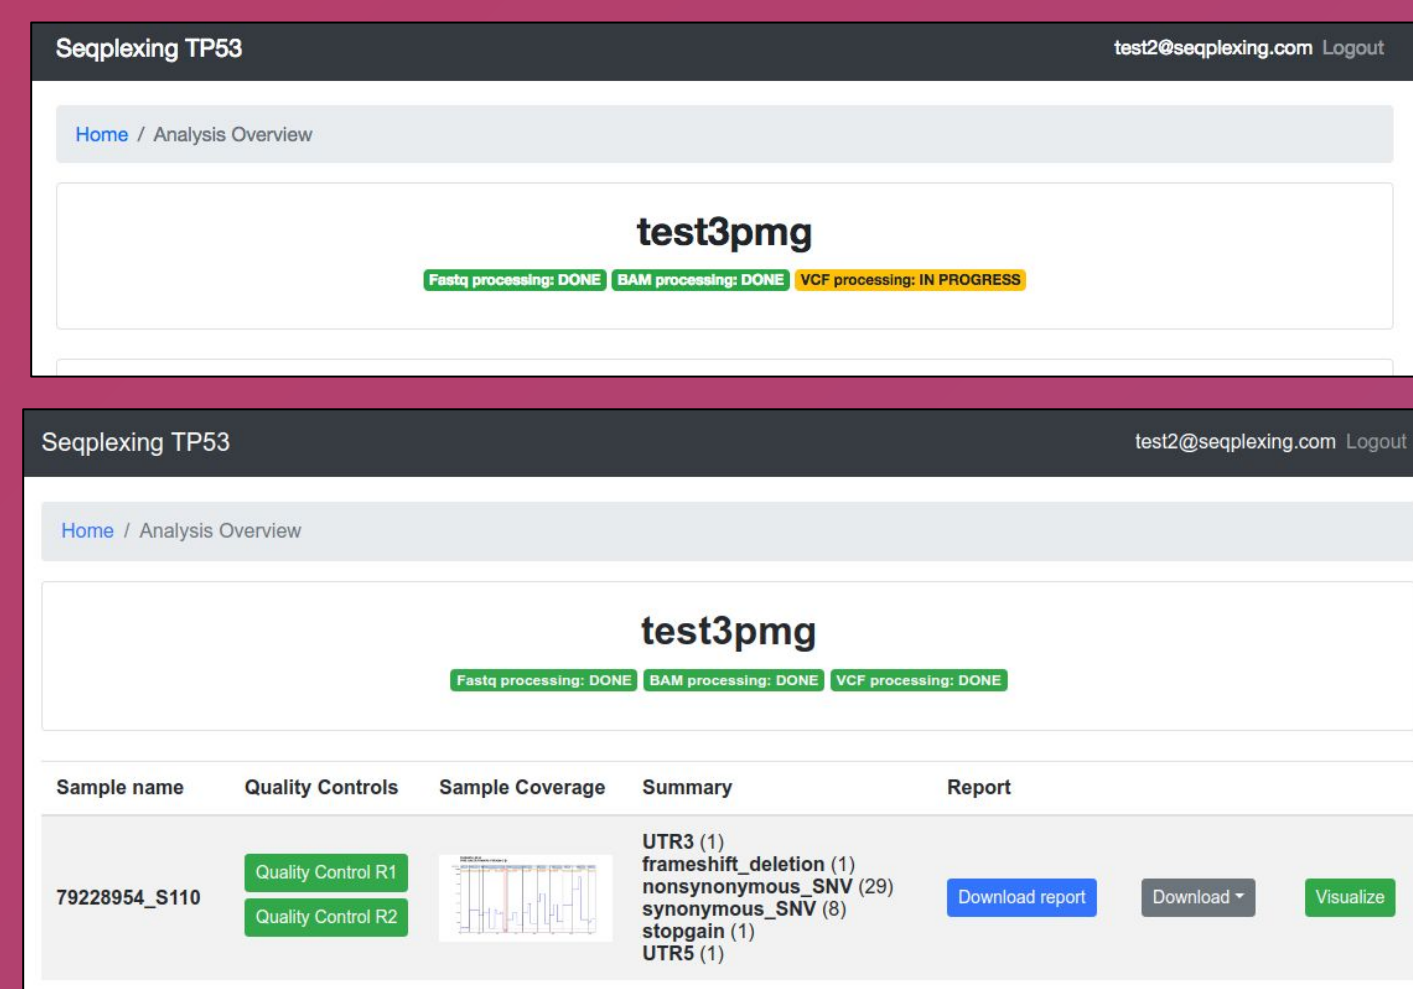 Seqplexing TP53 test2@seqplexing.com Logout
Home / Analysis Overview
test3pmg
Fastq processing: DONE BAM processing: DONE VCF processing: IN PROGRESS
Seqplexing TP53 test2@seqplexing.com Logout
Home / Analysis Overview
test3pmg
Fastq processing: DONE BAM processing: DONE VCF processing: DONE
Sample name Quality Controls Sample Coverage Summary Report
79228954_S110
Quality Control R1
Quality Control R2
UTR3 (1)
frameshift_deletion (1)
nonsynonymous_SNV (29)
synonymous_SNV (8)
stopgain (1)
UTR5 (1)
Download report Download Visualize